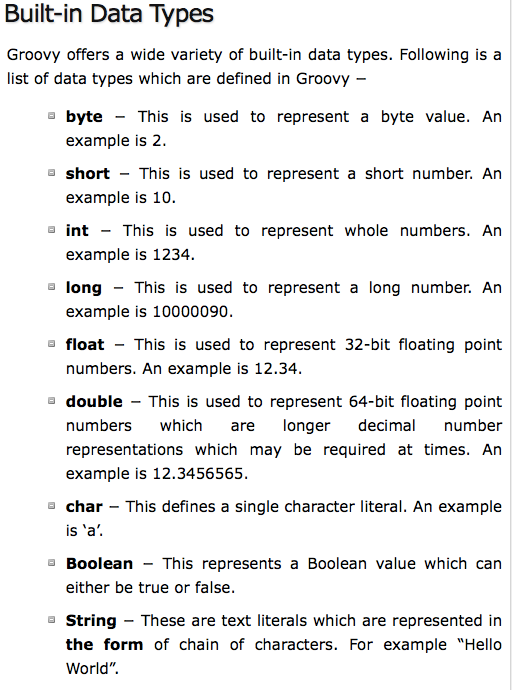 Built-in Data Types
Groovy offers a wide variety of built-in data types. Following is a
list of data types which are defined in Groovy −
byte − This is used to represent a byte value. An
example is 2.
short − This is used to represent a short number. An
example is 10.
int − This is used to represent whole numbers. An
example is 1234.
long − This is used to represent a long number. An
example is 10000090.
float − This is used to represent 32-bit floating point
numbers. An example is 12.34.
double − This is used to represent 64-bit floating point
numbers which are longer decimal number
representations which may be required at times. An
example is 12.3456565.
char − This defines a single character literal. An example
is ‘a’.
Boolean − This represents a Boolean value which can
either be true or false.
String − These are text literals which are represented in
the form of chain of characters. For example “Hello
World”.